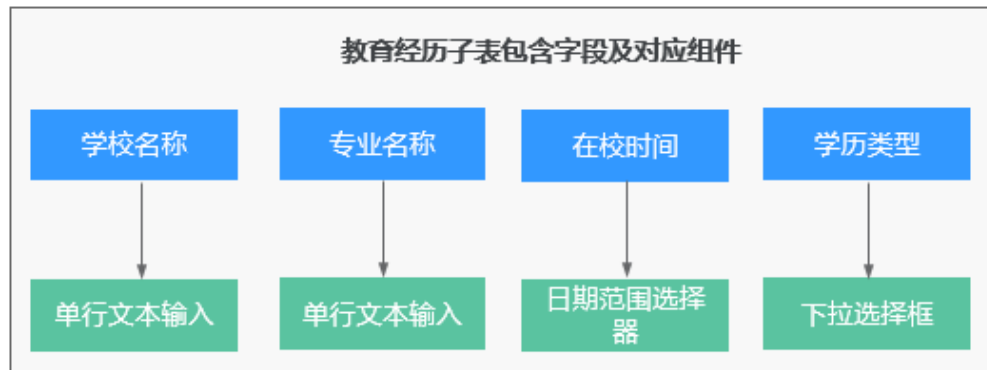 教育经历子表包含字段及对应组件
学校名称
专业名称
在校时间
学历类型
单行文本输入
单行文本输入
日期范围选择
器
下拉选择框